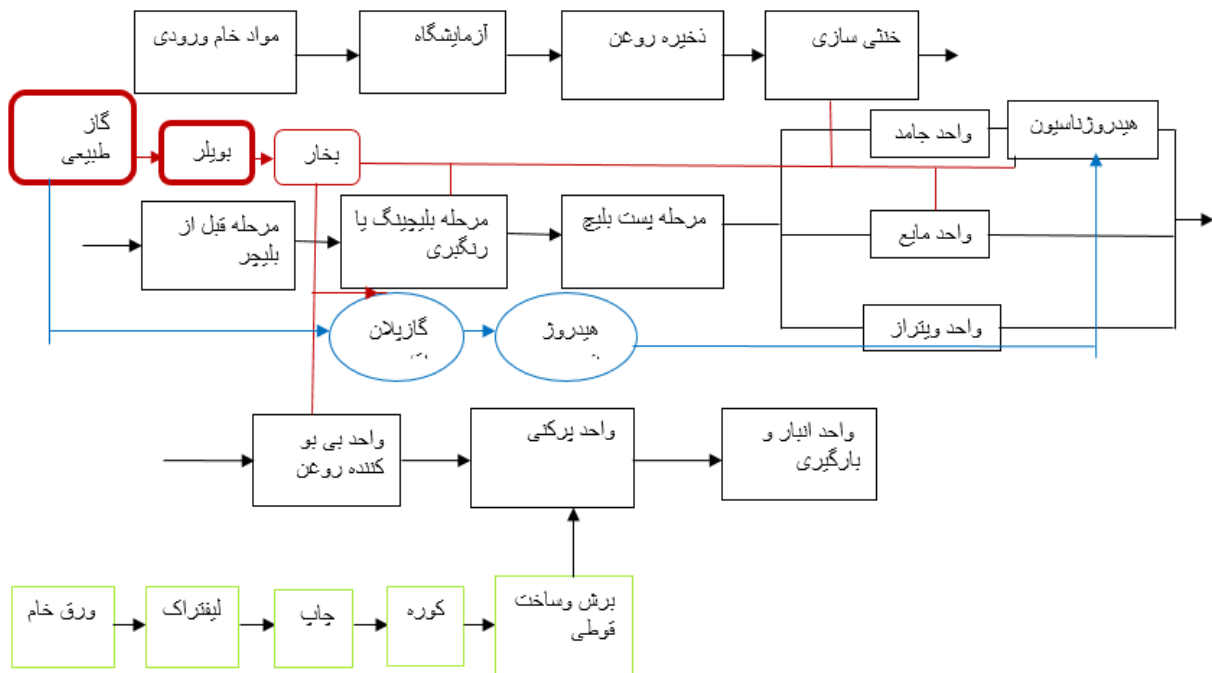 مواد خام ورودی
آزمایشگاه
ذخیره روغن
خنثی سازی
گاز
طبیعی
بویلر
بخار
واحد جامد
هیدروژناسیون
مرحله قبل از
بلیچر
مرحله بلیچینگ یا
رنگبری
مرحله پست بلیچ
واحد مایع
گازپلان
هیدروژ
واحد ویتراز
واحد بی بو
کننده روغن
واحد پرکنی
واحد انبار و
بارگیری
ورق خام
لیفتراک
چاپ
کوره
برش وساخت
قوطی